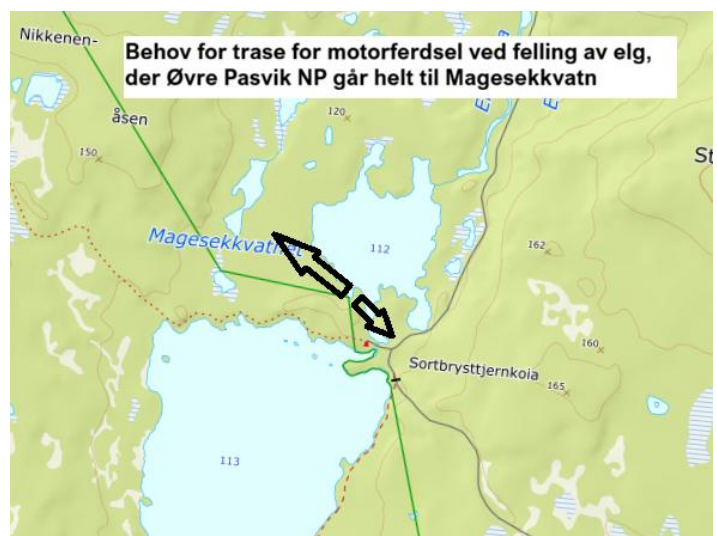 Nikkenen-
Behov for trase for motorferdsel ved felling av elg,
der Øvre Pasvik NP går helt til Magesekkvatn
åsen
120
E
E
St
150
Magesekkvatnet
112
162
160
Sortbrysttjernkoia
165
113